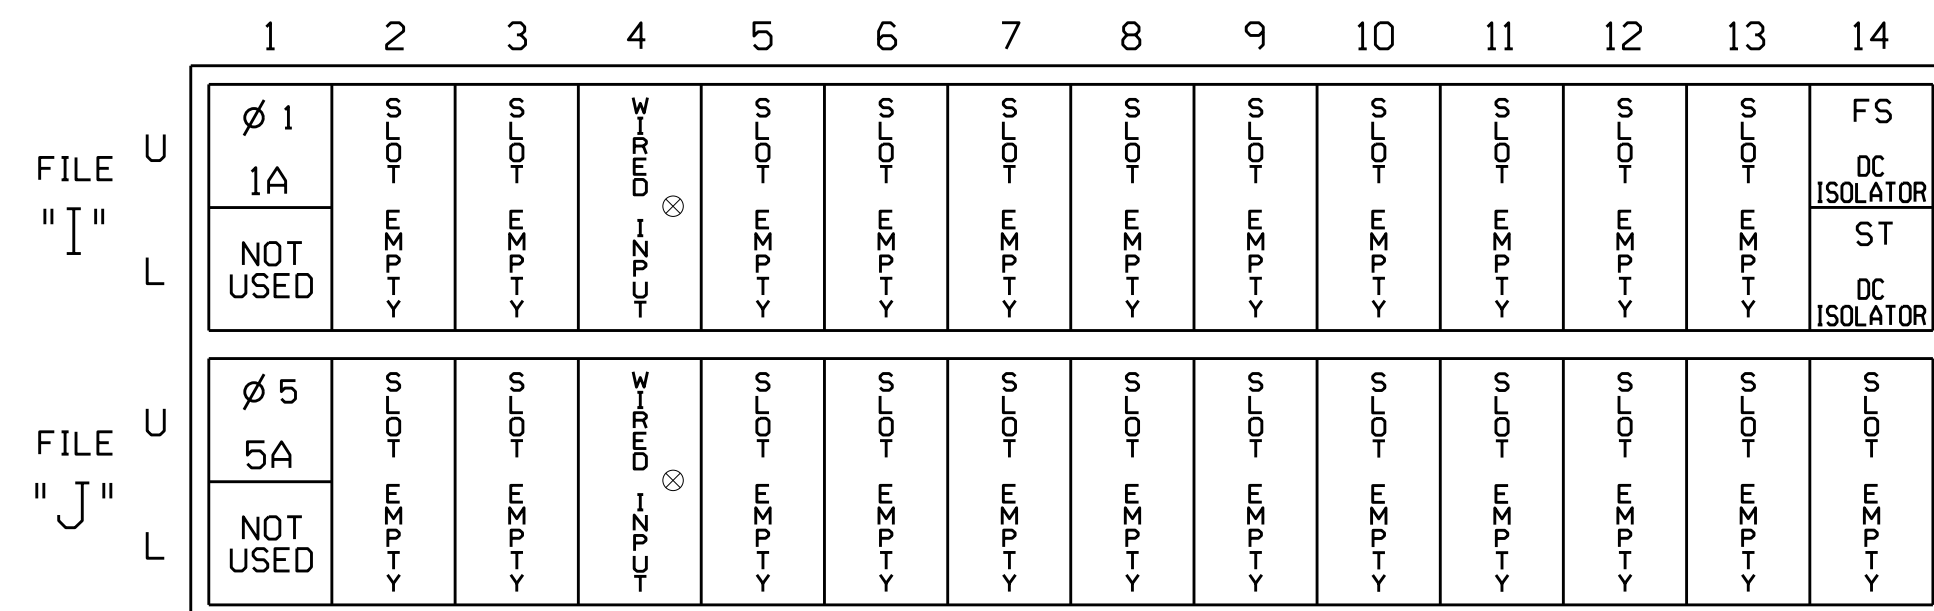 1 2 3 4 5 6 7 8 9 10 11 12 13 14
FILE "I"
U
L
Ø 1
1A
NOT USED
SLOT EMPTY
SLOT EMPTY
WIRED INPUT ⊗
SLOT EMPTY
SLOT EMPTY
SLOT EMPTY
SLOT EMPTY
SLOT EMPTY
SLOT EMPTY
SLOT EMPTY
SLOT EMPTY
SLOT EMPTY
FS
DC ISOLATOR
ST
DC ISOLATOR
FILE "J"
U
L
Ø 5
5A
NOT USED
SLOT EMPTY
SLOT EMPTY
WIRED INPUT ⊗
SLOT EMPTY
SLOT EMPTY
SLOT EMPTY
SLOT EMPTY
SLOT EMPTY
SLOT EMPTY
SLOT EMPTY
SLOT EMPTY
SLOT EMPTY
SLOT EMPTY